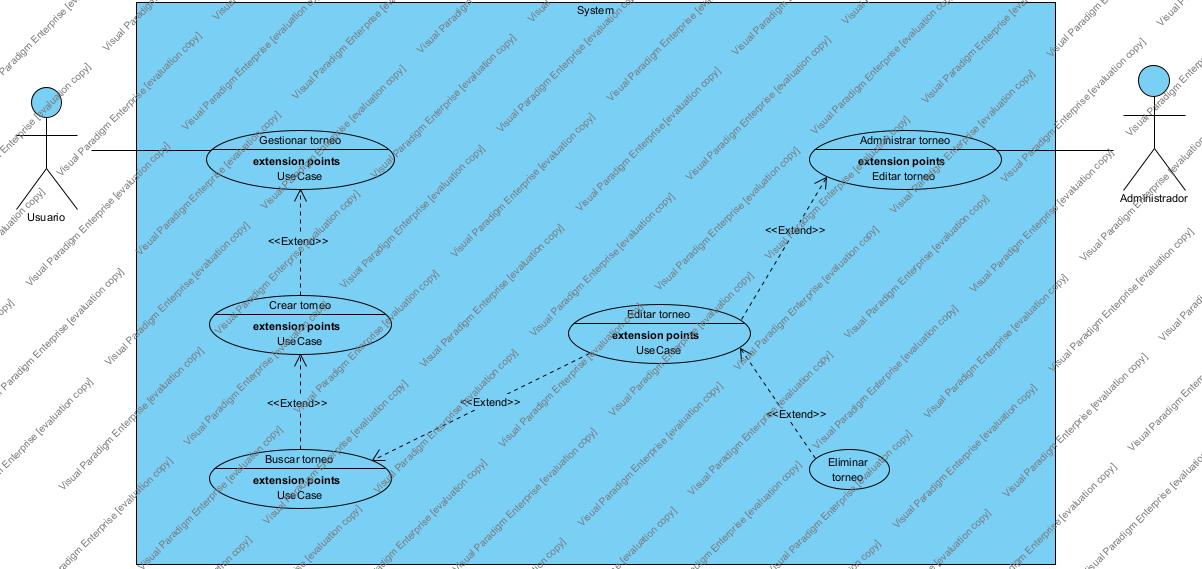 System
Gestionar torneo
extension points
UseCase
Administrar torneo
extension points
Editar torneo
Usuario
Administrador
<<Extend>>
<<Extend>>
Crear torneo
extension points
UseCase
Editar torneo
extension points
UseCase
<<Extend>>
<<Extend>>
<<Extend>>
Buscar torneo
extension points
UseCase
Eliminar
torneo
Visual Paradigm Enterprise [evaluation copy]